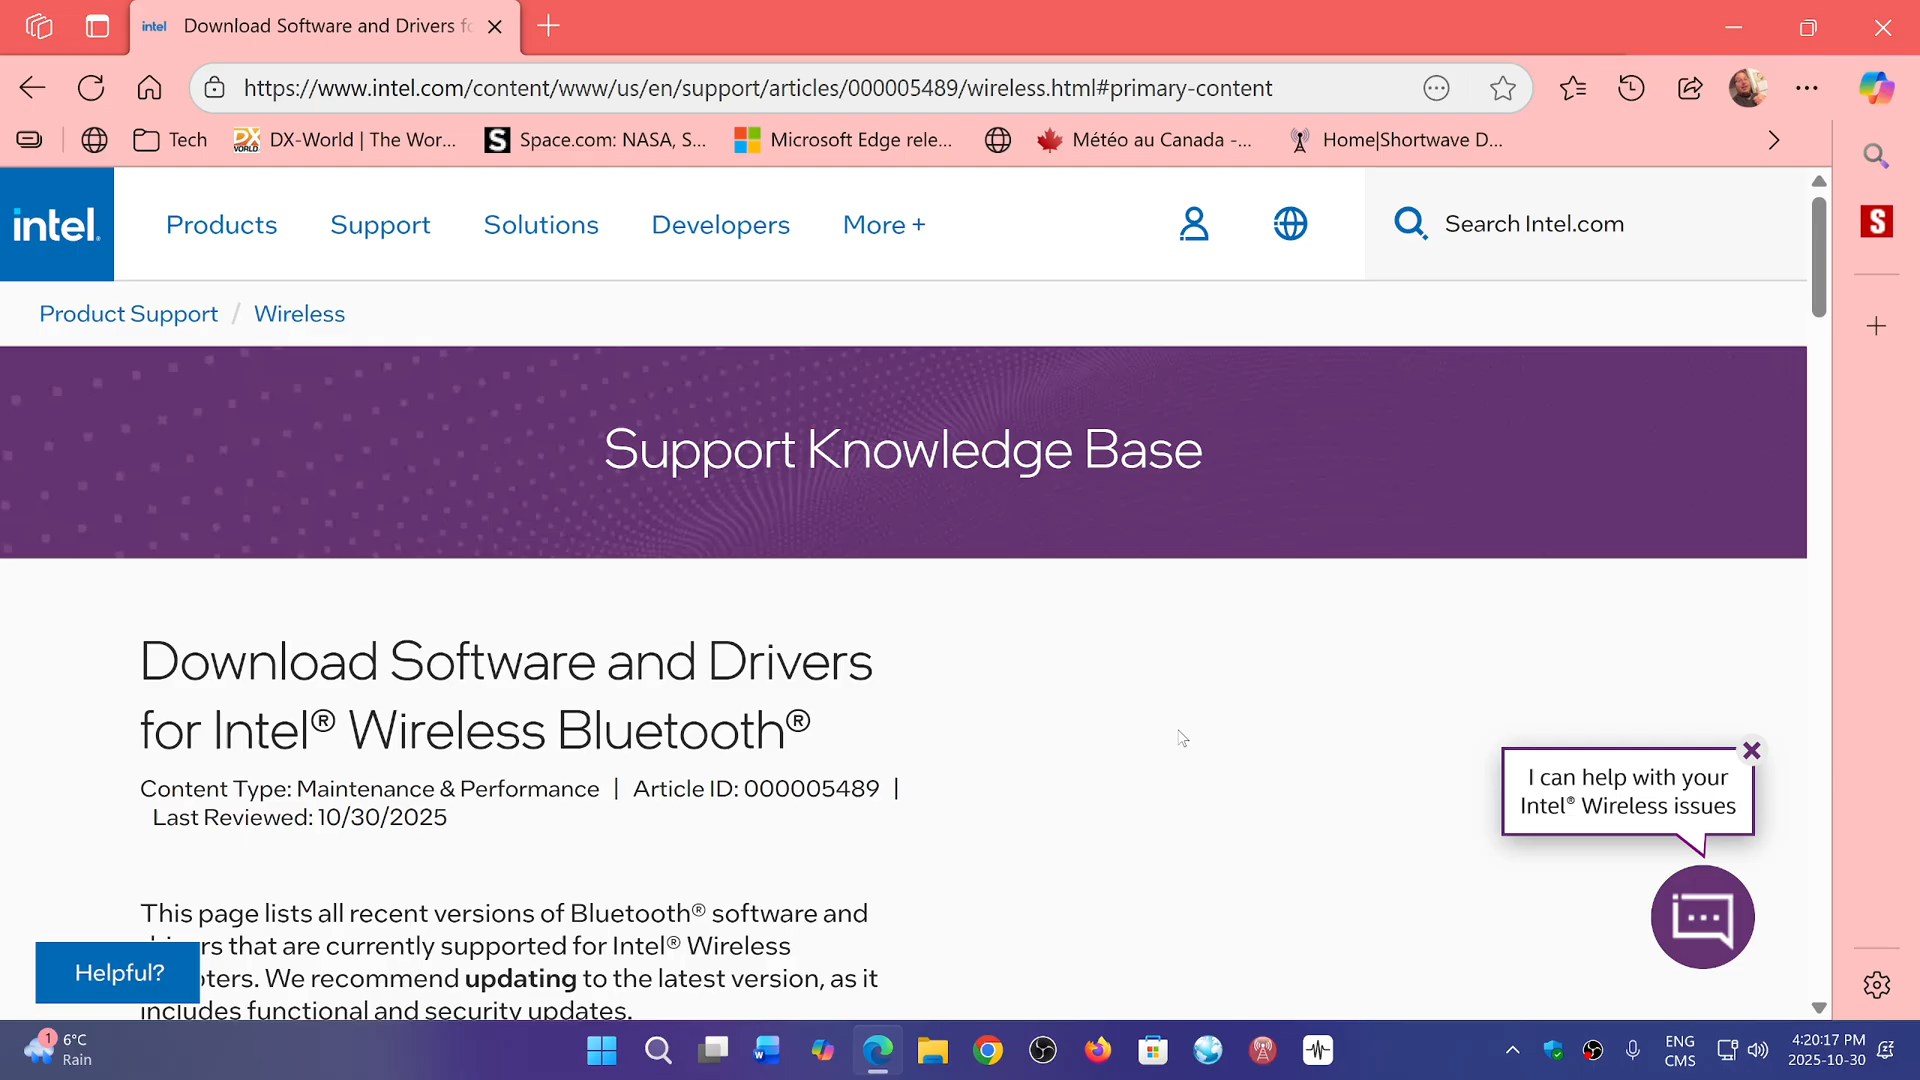 intel
Download Software and Drivers fo
https://www.intel.com/content/www/us/en/support/articles/000005489/wireless.html#primary-content
Tech
DX WORLD
DX-World | The Wor...
S
Space.com: NASA, S...
Microsoft Edge rele...
Météo au Canada -...
Home|Shortwave D...
S
intel.
Products
Support
Solutions
Developers
More +
Search Intel.com
Product Support / Wireless
Support Knowledge Base
Download Software and Drivers
for Intel® Wireless Bluetooth®
Content Type: Maintenance & Performance | Article ID: 000005489 |
Last Reviewed: 10/30/2025
I can help with your
Intel® Wireless issues
This page lists all recent versions of Bluetooth® software and
rs that are currently supported for Intel® Wireless
pters. We recommend updating to the latest version, as it
includes functional and security updates.
Helpful?
1
6°C
Rain
W
ENG
CMS
4:20:17 PM
2025-10-30